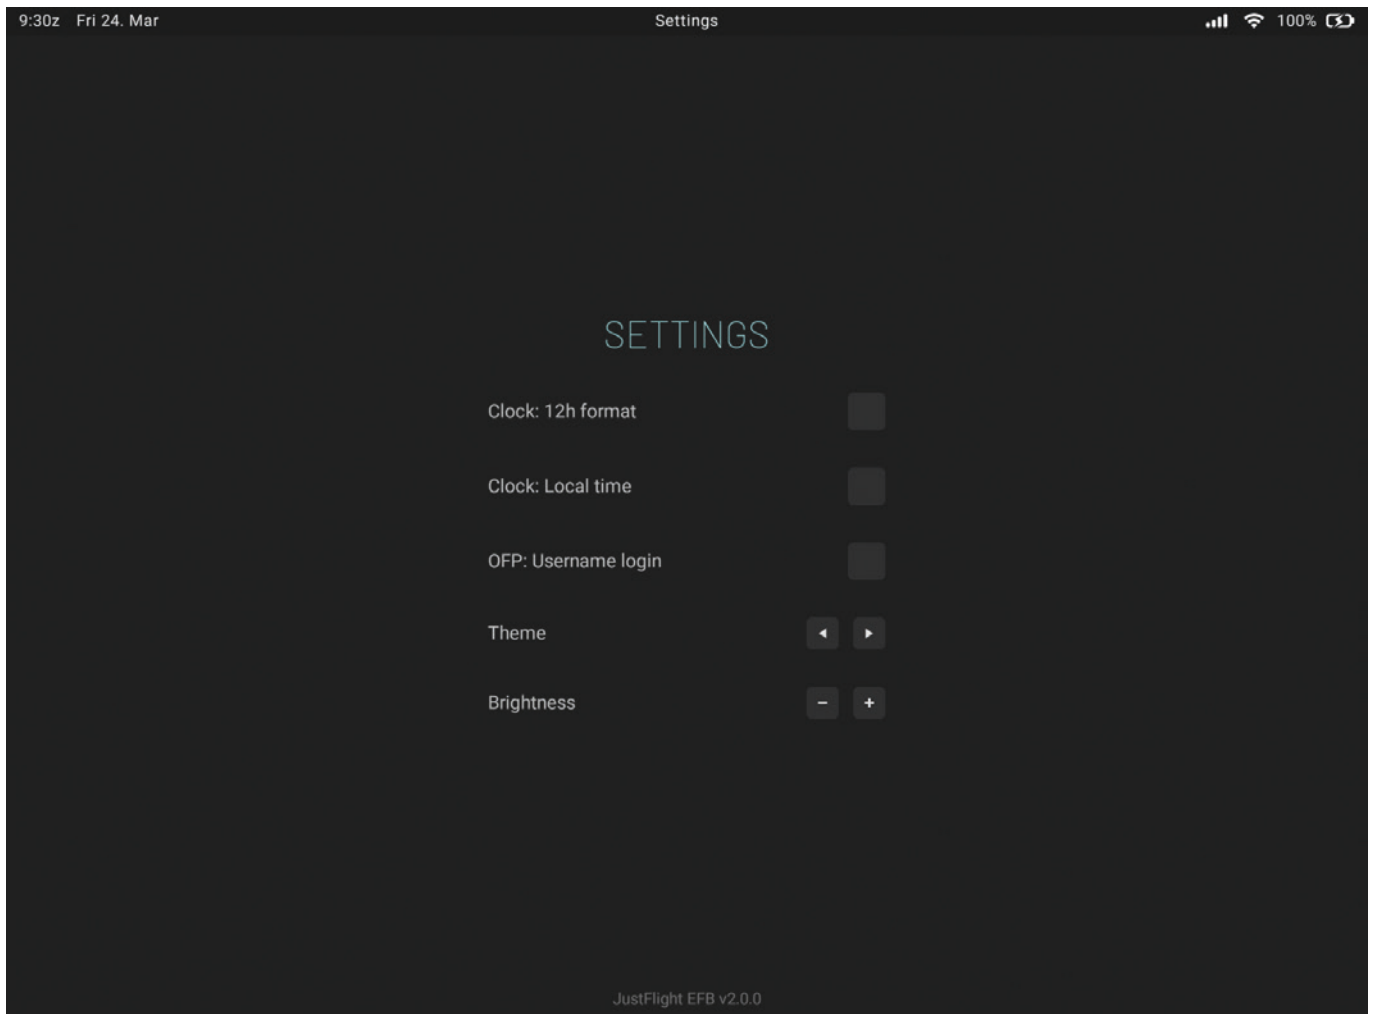 9:30z Fri 24. Mar Settings 100%
SETTINGS
Clock: 12h format
Clock: Local time
OFP: Username login
Theme
Brightness
JustFlight EFB v2.0.0